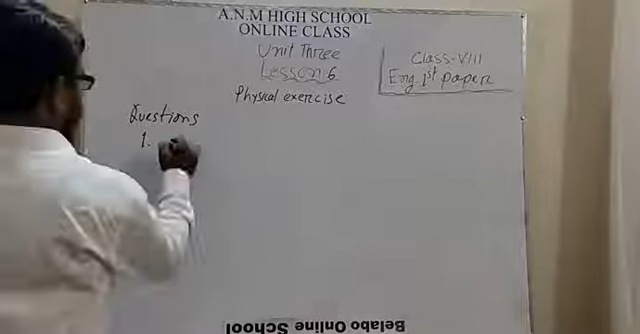 A.N.M HIGH SCHOOL
ONLINE CLASS
Unit Three
Lesson 6
Physical exercise
Class-VIII
Eng. 1st paper
Questions
1.
Belabo Online School